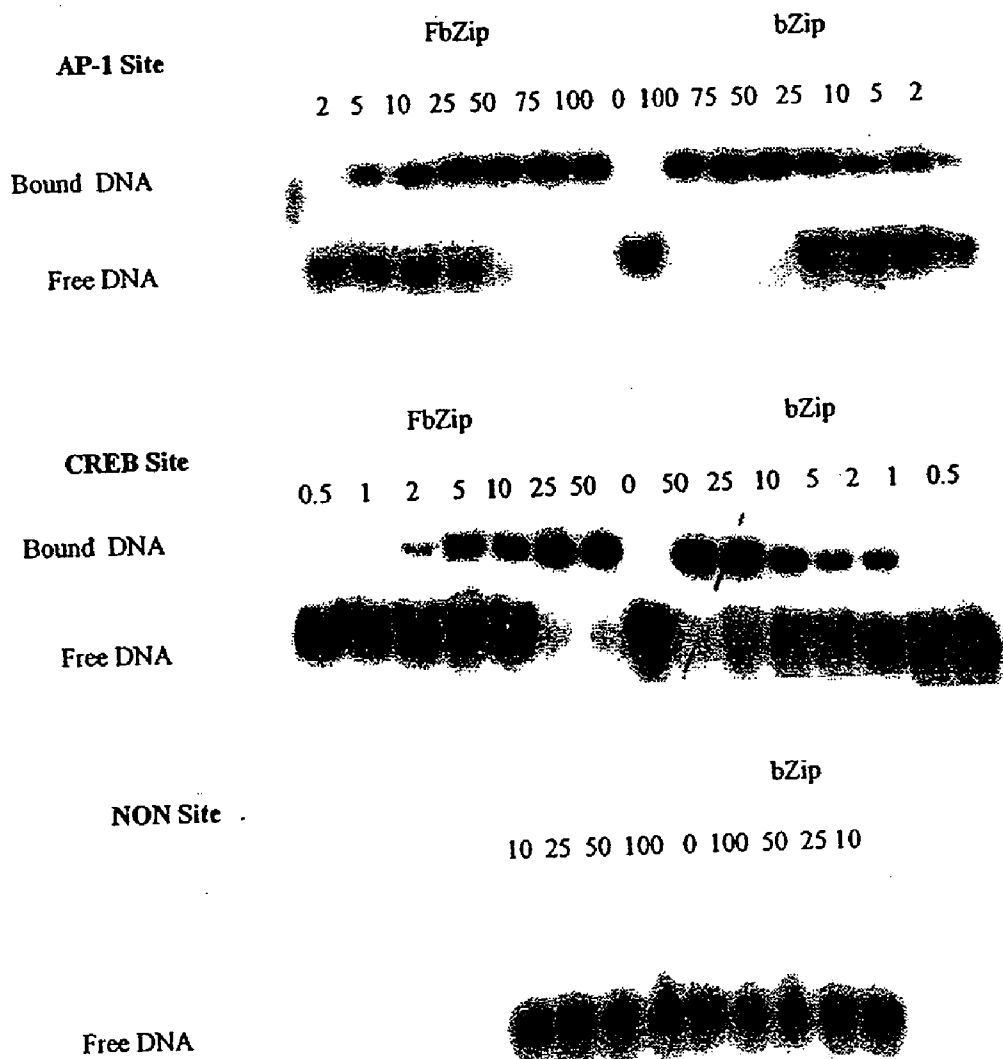 FbZip bZip
AP-1 Site
2 5 10 25 50 75 100 0 100 75 50 25 10 5 2
Bound DNA
Free DNA
FbZip bZip
CREB Site
0.5 1 2 5 10 25 50 0 50 25 10 5 2 1 0.5
Bound DNA
Free DNA
bZip
NON Site
10 25 50 100 0 100 50 25 10
Free DNA